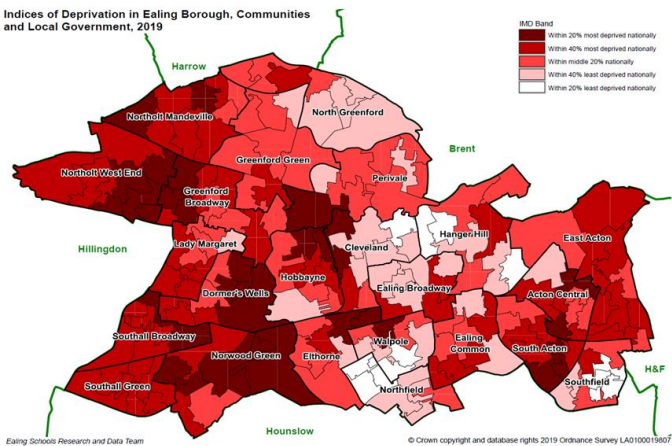 Indices of Deprivation in Ealing Borough, Communities
and Local Government, 2019
IMD Band
Within 20% most deprived nationally
Within 40% most deprived nationally
Within middle 20% nationally
Within 40% least deprived nationally
Within 20% least deprived nationally
Harrow
North Greenford
Northolt Mandeville
Brent
Greenford Green
Northolt West End
Perivale
Greenford
Broadway
Hanger Hill
East Acton
Lady Margaret
Cleveland
Hillingdon
Hobbayne
Ealing Broadway
Dormer's Wells
Acton Central
Southall Broadway
Walpole
Ealing
Common
South Acton
Norwood Green
Elthorne
H&F
Southall Green
Northfield
Southfield
Hounslow
Ealing Schools Research and Data Team
© Crown copyright and database rights 2019 Ordnance Survey LA0100019807